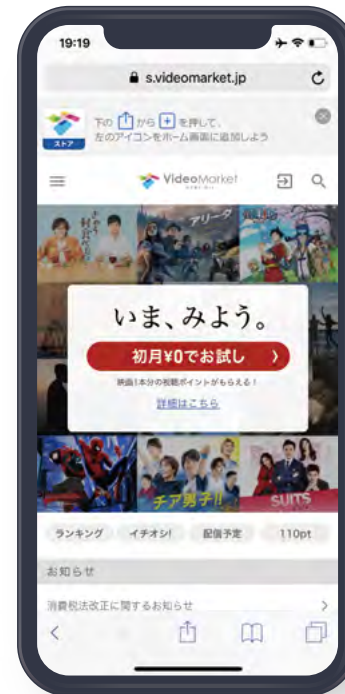 19:19
s.videomarket.jp
下の から + を押して、
左のアイコンをホーム画面に追加しよう
ストア
VideoMarket
アリータ
いま、みよう。
初月¥0でお試し 〉
映画1本分の視聴ポイントがもらえる!
詳細はこちら
チア男子!!
SUITS
ランキング イチオシ! 配信予定 110pt
お知らせ
消費税法改正に関するお知らせ